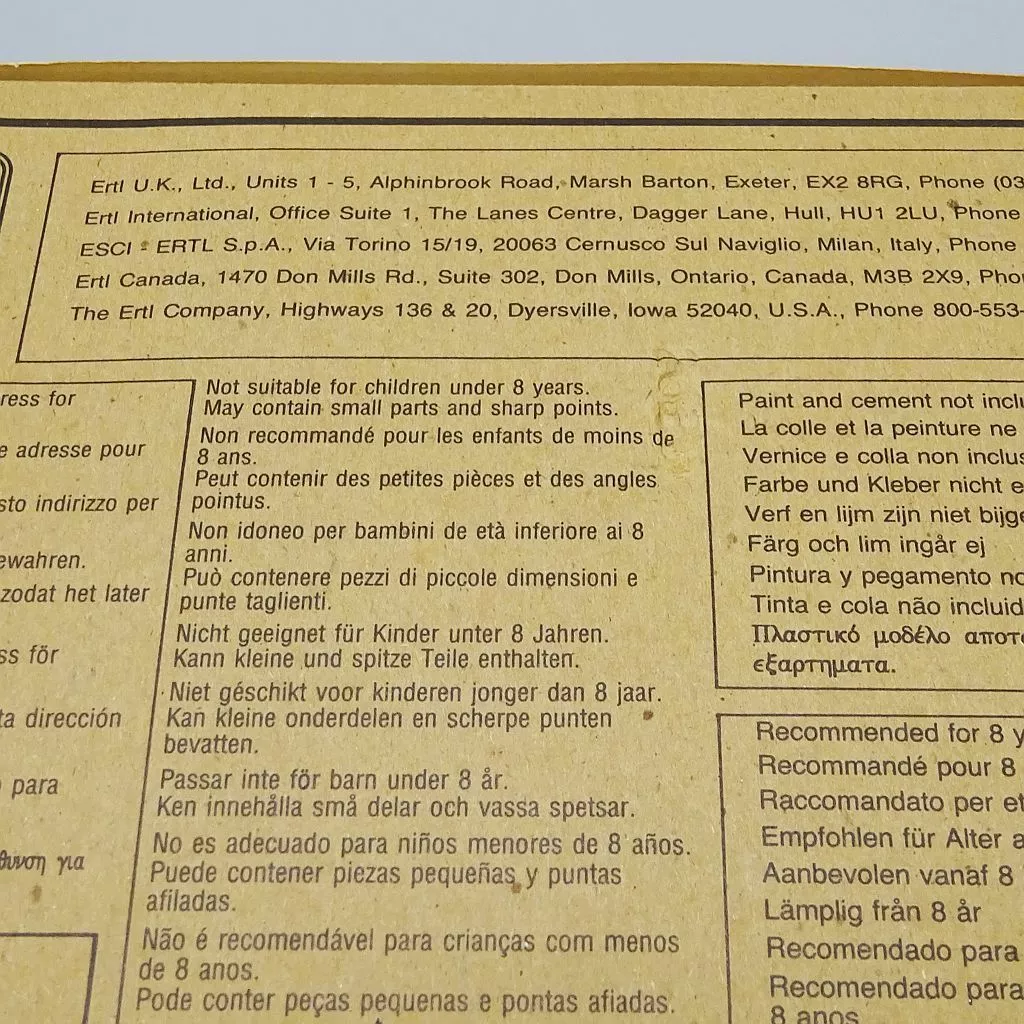 Ertl U.K., Ltd., Units 1 - 5, Alphinbrook Road, Marsh Barton, Exeter, EX2 8RG, Phone (03
Ertl International, Office Suite 1, The Lanes Centre, Dagger Lane, Hull, HU1 2LU, Phone
ESCI - ERTL S.p.A., Via Torino 15/19, 20063 Cernusco Sul Naviglio, Milan, Italy, Phone
Ertl Canada, 1470 Don Mills Rd., Suite 302, Don Mills, Ontario, Canada, M3B 2X9,
The Ertl Company, Highways 136 & 20, Dyersville, Iowa 52040, U.S.A., Phone 800-553-
ress for
e adresse pour
sto indirizzo per
ewahren.
zodat het later
ss för
ta dirección
para
θυνση για
Not suitable for children under 8 years.
May contain small parts and sharp points.
Non recommandé pour les enfants de moins de
8 ans.
Peut contenir des petites pièces et des angles
pointus.
Non idoneo per bambini de età inferiore ai 8
anni.
Può contenere pezzi di piccole dimensioni e
punte taglienti.
Nicht geeignet für Kinder unter 8 Jahren.
Kann kleine und spitze Teile enthalten.
Niet géschikt voor kinderen jonger dan 8 jaar.
Kan kleine onderdelen en scherpe punten
bevatten.
Passar inte för barn under 8 år.
Ken innehålla små delar och vassa spetsar.
No es adecuado para niños menores de 8 años.
Puede contener piezas pequeñas y puntas
afiladas.
Não é recomendável para crianças com menos
de 8 anos.
Pode conter peças pequenas e pontas afiadas.
Paint and cement not inclu
La colle et la peinture ne
Vernice e colla non inclus
Farbe und Kleber nicht e
Verf en lijm zijn niet bijge
Färg och lim ingår ej
Pintura y pegamento no
Tinta e cola não incluid
Πλαστικό μοδέλο αποτ
εξαρτηματα.
Recommended for 8 y
Recommandé pour 8
Raccomandato per et
Empfohlen für Alter a
Aanbevolen vanaf 8
Lämplig från 8 år
Recomendado para
Recomendado para
8 anos